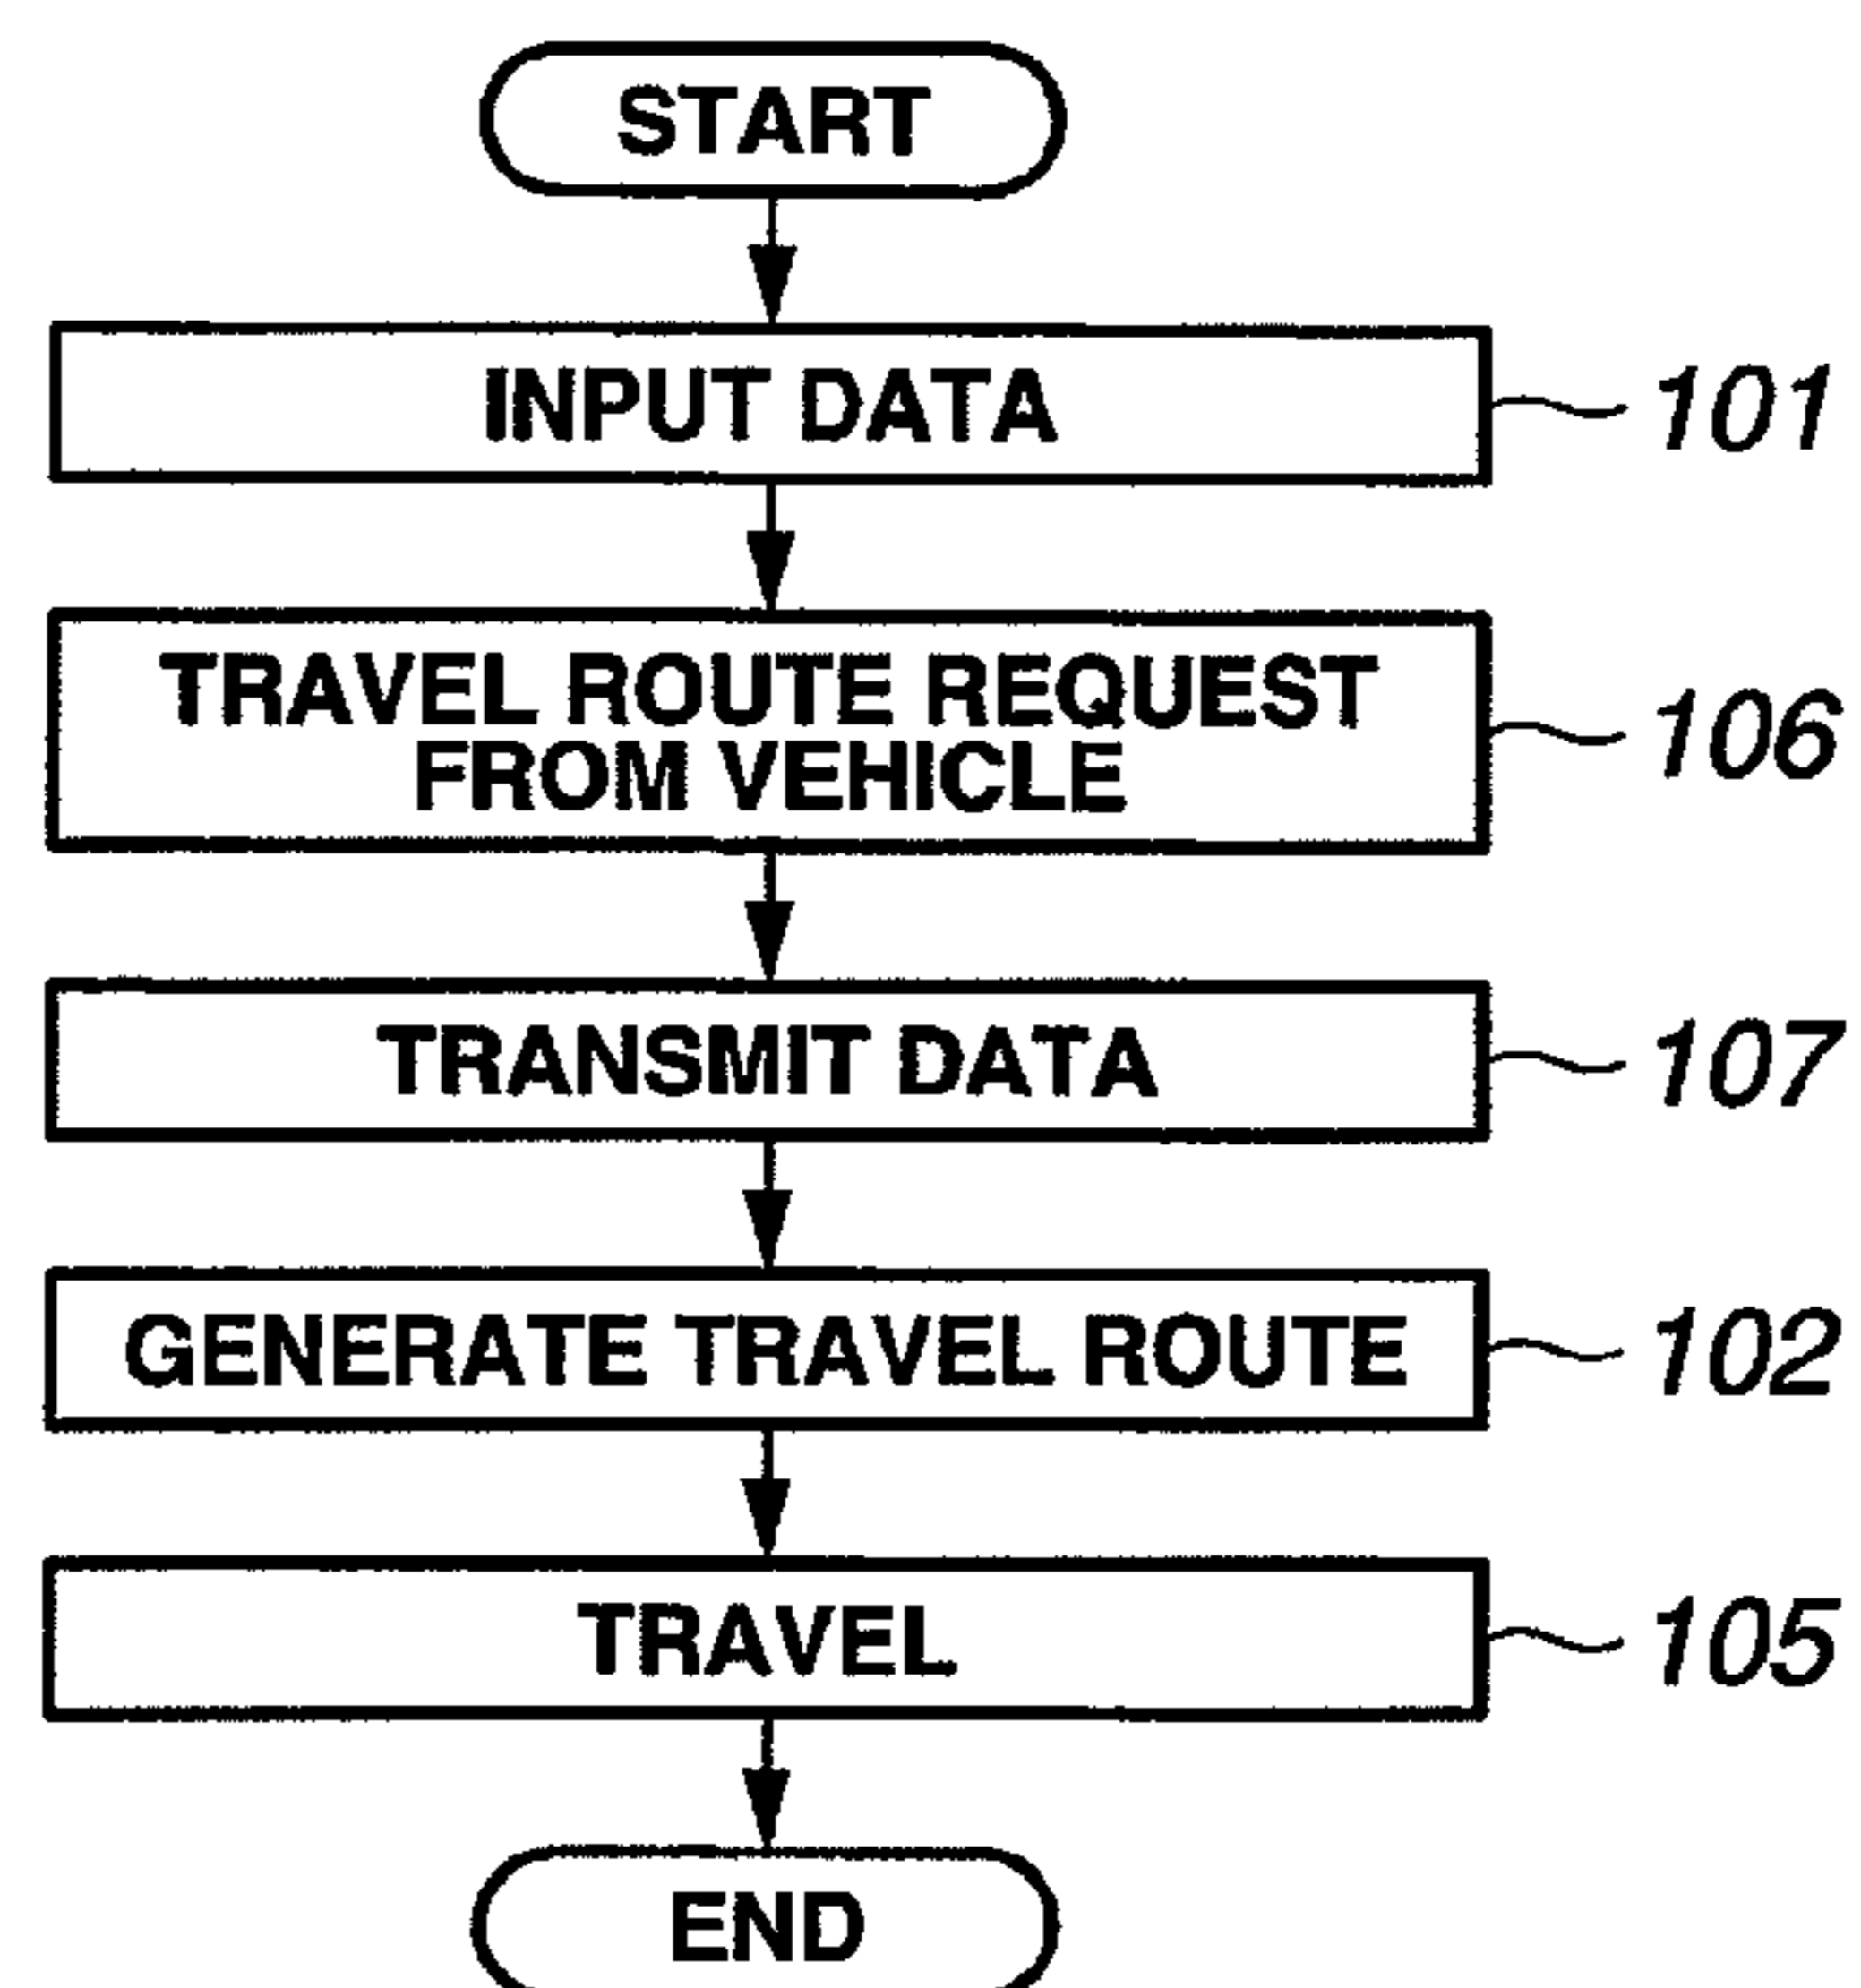 START
INPUT DATA
101
TRAVEL ROUTE REQUEST
FROM VEHICLE
106
TRANSMIT DATA
107
GENERATE TRAVEL ROUTE
102
TRAVEL
105
END